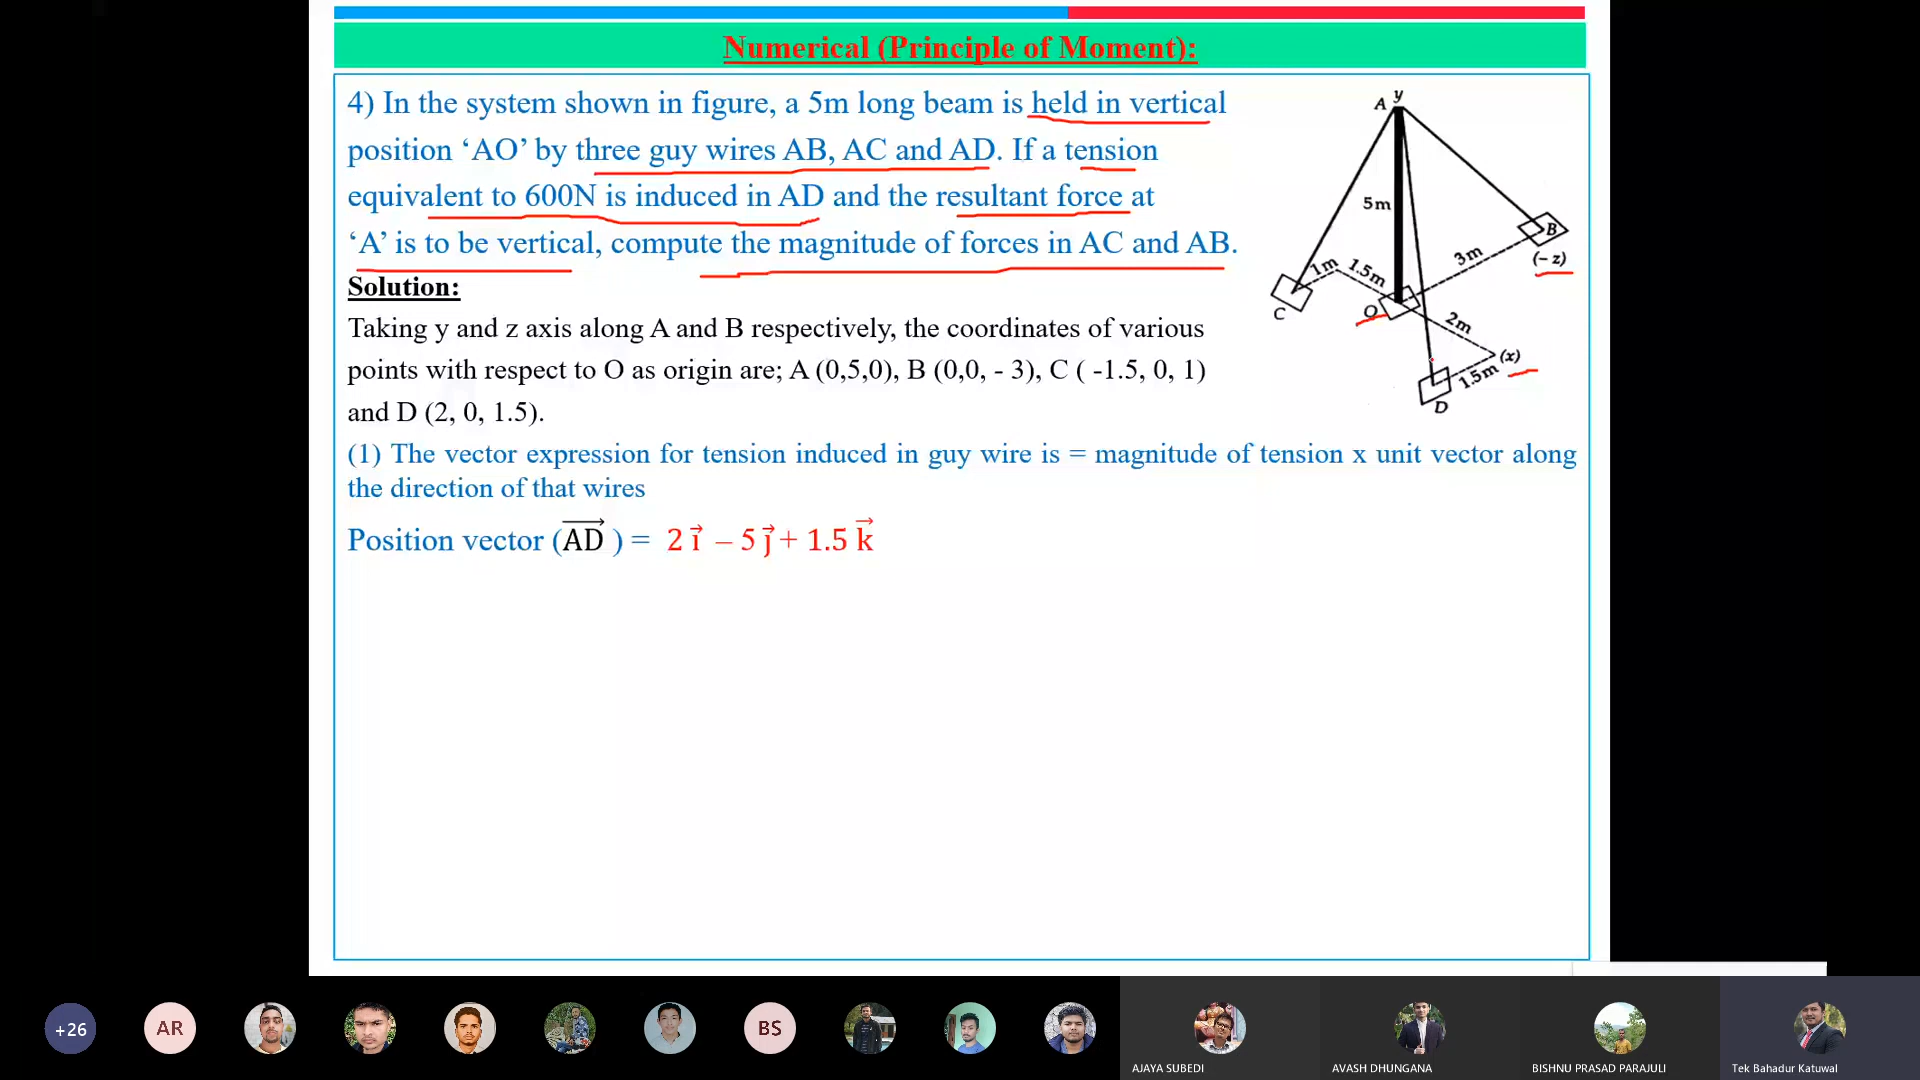 Numerical (Principle of Moment):
4) In the system shown in figure, a 5m long beam is held in vertical
position ‘AO’ by three guy wires AB, AC and AD. If a tension
equivalent to 600N is induced in AD and the resultant force at
‘A’ is to be vertical, compute the magnitude of forces in AC and AB.
Solution:
Taking y and z axis along A and B respectively, the coordinates of various
points with respect to O as origin are; A (0,5,0), B (0,0, - 3), C ( -1.5, 0, 1)
and D (2, 0, 1.5).
(1) The vector expression for tension induced in guy wire is = magnitude of tension x unit vector along
the direction of that wires
Position vector (AD⃗ ) = 2 i⃗ – 5 j⃗ + 1.5 k⃗
A y
5m
B
(- z)
3m
1m 1.5m
C
O
2m
(x)
1.5m
D
+26
AR
BS
AJAYA SUBEDI
AVASH DHUNGANA
BISHNU PRASAD PARAJULI
Tek Bahadur Katuwal